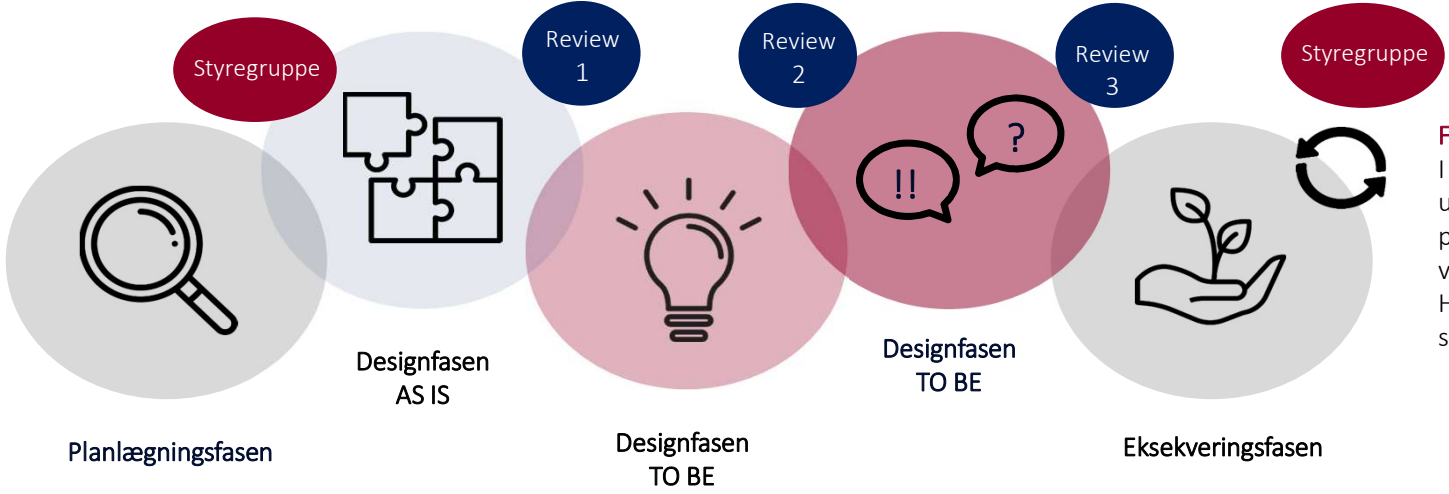 Styregruppe
Review
1
Review
2
Review
3
Styregruppe
?
!!
F
I
u
p
v
H
s
Designfasen
AS IS
Designfasen
TO BE
Planlægningsfasen
Designfasen
TO BE
Eksekveringsfasen